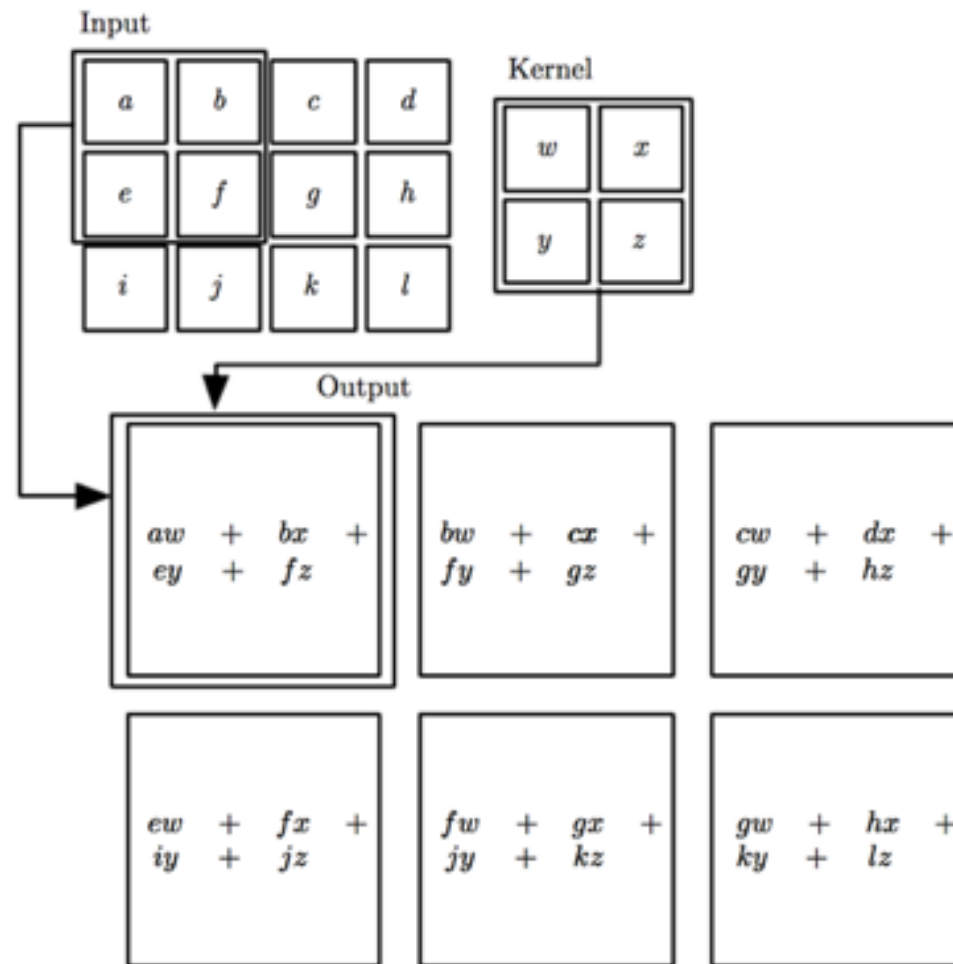 Input
a b c d
Kernel
w x
e f g h
y z
i j k l
Output
aw + bx +
ey + fz
bw + cx +
fy + gz
cw + dx +
gy + hz
ew + fx +
iy + jz
fw + gx +
jy + kz
gw + hx +
ky + lz